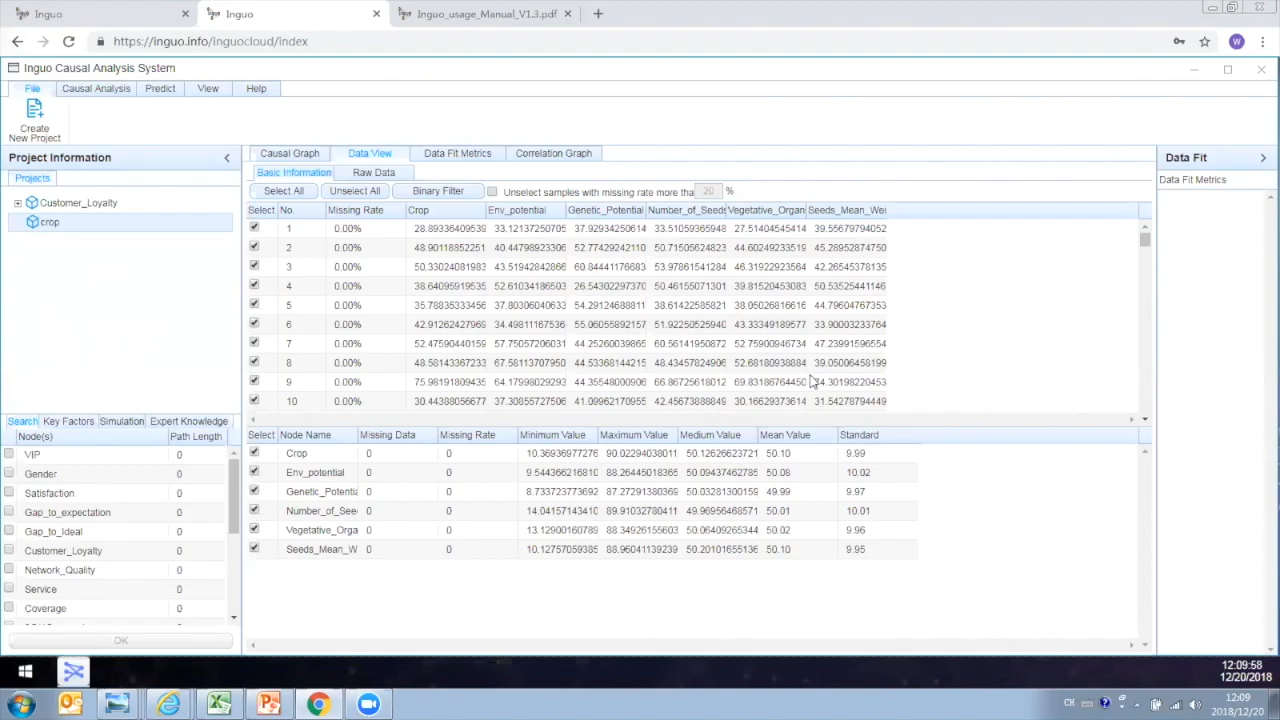 Inguo
Inguo
Inguo_usage_Manual_V1.3.pdf
https://inguo.info/inguocloud/index
W
Inguo Causal Analysis System
File Causal Analysis Predict View Help
Create
New Project
Project Information
Projects
Customer_Loyalty
crop
Search Key Factors Simulation Expert Knowledge
Node(s) Path Length
VIP 0
Gender 0
Satisfaction 0
Gap_to_expectation 0
Gap_to_Ideal 0
Customer_Loyalty 0
Network_Quality 0
Service 0
Coverage 0
OK
Causal Graph Data View Data Fit Metrics Correlation Graph
Basic Information Raw Data
Select All Unselect All Binary Filter Unselect samples with missing rate more tha 20 %
Select No. Missing Rate Crop Env_potential Genetic_Potential Number_of_Seeds Vegetative_Organ Seeds_Mean_Wei
1 0.00% 28.89336409539 33.12137250705 37.92934250614 33.51059365948 27.51404545414 39.55679794052
2 0.00% 48.90118852251 40.44798923306 52.77429242110 50.71505624823 44.60249233519 45.28952874750
3 0.00% 50.33024081983 43.51942842866 60.84441176683 53.97861541284 46.31922923564 42.26545378135
4 0.00% 38.64095919535 52.61034186503 26.54302297370 50.46155071301 39.81520453083 50.53525441146
5 0.00% 35.78835333456 37.80306040633 54.29124688811 38.61422585821 38.05026816616 44.79604767353
6 0.00% 42.91262427969 34.49811167536 55.06055892157 51.92250525940 43.33349189577 33.90003233764
7 0.00% 52.47590440159 57.75057206031 44.25260039865 60.56141950872 52.75900946734 47.23991596554
8 0.00% 48.58143367233 67.58113707950 44.53368144215 48.43457824906 52.68180938884 39.05006458199
9 0.00% 75.98191809435 64.17998029293 44.35548000906 66.86725618012 69.83186764450 34.30198220453
10 0.00% 30.44388056677 37.30855727506 41.09962170955 42.45673888849 30.16629373614 31.54278794449
Select Node Name Missing Data Missing Rate Minimum Value Maximum Value Medium Value Mean Value Standard
Crop 0 0 10.36936977276 90.02294038011 50.12626623721 50.10 9.99
Env_potential 0 0 9.544366216810 88.26445018365 50.09437462785 50.08 10.02
Genetic_Potentia 0 0 8.733723773692 87.27291380369 50.03281300159 49.99 9.97
Number_of_See 0 0 14.04157143410 89.91032780411 49.96956468571 50.01 10.01
Vegetative_Orga 0 0 13.12900160789 88.34926155603 50.06409265344 50.02 9.96
Seeds_Mean_W 0 0 10.12757059385 88.96041139239 50.20101655136 50.10 9.95
Data Fit
Data Fit Metrics
12:09:58
12/20/2018
CH
12:09
2018/12/20